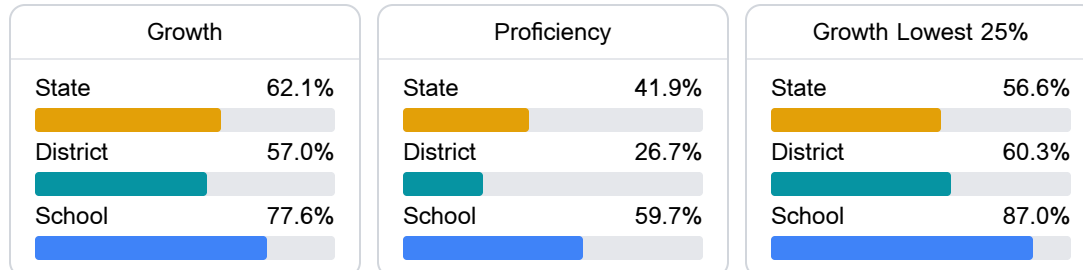 Growth
State 62.1%
District 57.0%
School 77.6%
Proficiency
State 41.9%
District 26.7%
School 59.7%
Growth Lowest 25%
State 56.6%
District 60.3%
School 87.0%